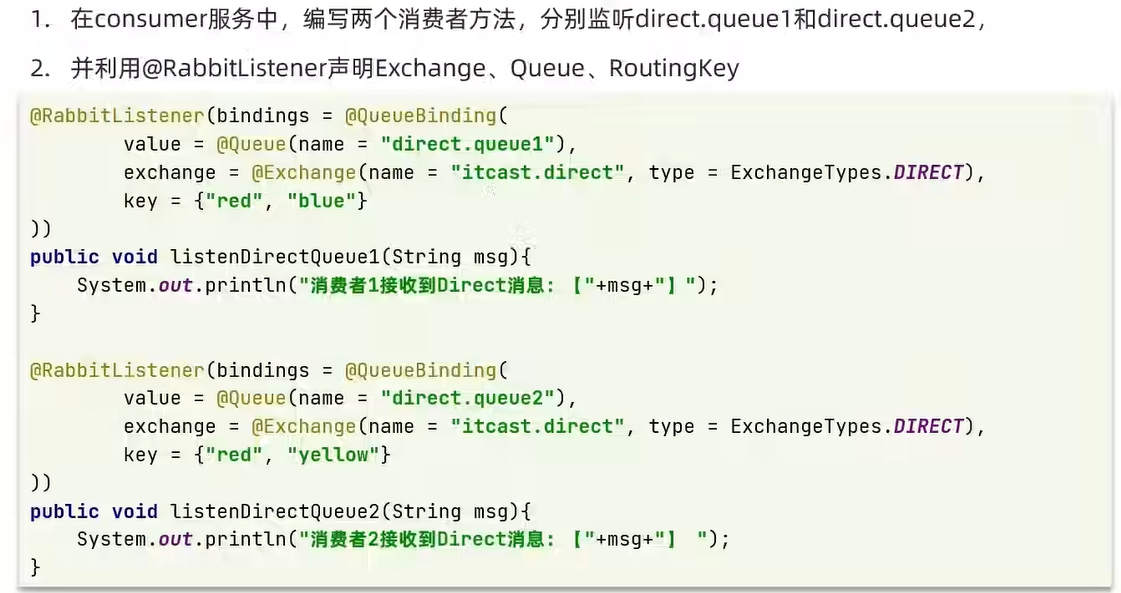 1. 在consumer服务中，编写两个消费者方法，分别监听direct.queue1和direct.queue2，
2. 并利用@RabbitListener声明Exchange、Queue、RoutingKey
@RabbitListener(bindings = @QueueBinding(
        value = @Queue(name = "direct.queue1"),
        exchange = @Exchange(name = "itcast.direct", type = ExchangeTypes.DIRECT),
        key = {"red", "blue"}
))
public void listenDirectQueue1(String msg){
    System.out.println("消费者1接收到Direct消息：【"+msg+"】");
}
@RabbitListener(bindings = @QueueBinding(
        value = @Queue(name = "direct.queue2"),
        exchange = @Exchange(name = "itcast.direct", type = ExchangeTypes.DIRECT),
        key = {"red", "yellow"}
))
public void listenDirectQueue2(String msg){
    System.out.println("消费者2接收到Direct消息：【"+msg+"】 ");
}